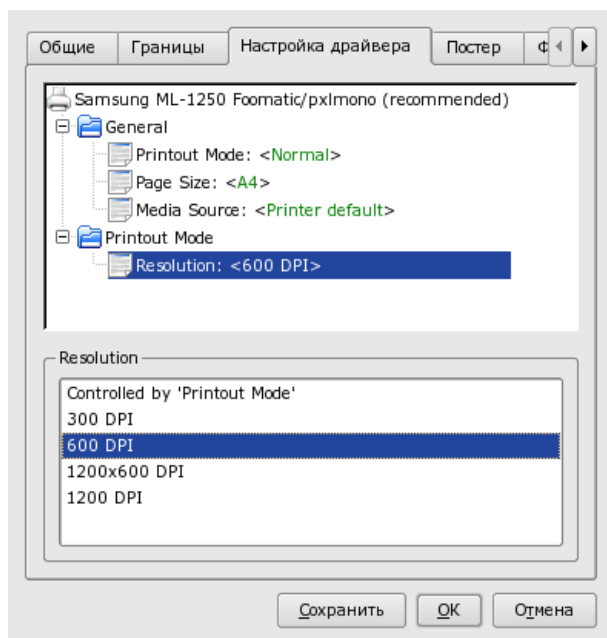 Общие Границы Настройка драйвера Постер Ф
Samsung ML-1250 Foomatic/pxlmono (recommended)
General
Printout Mode: <Normal>
Page Size: <A4>
Media Source: <Printer default>
Printout Mode
Resolution: <600 DPI>
Resolution
Controlled by 'Printout Mode'
300 DPI
600 DPI
1200x600 DPI
1200 DPI
Сохранить OK Отмена